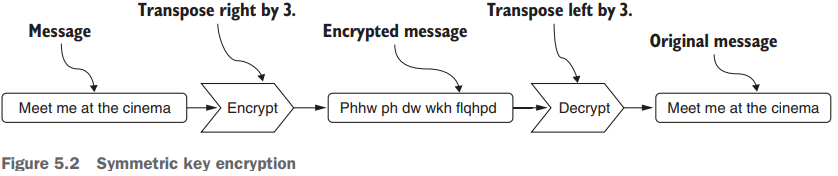 Transpose right by 3.
Transpose left by 3.
Message
Encrypted message
Original message
Meet me at the cinema
Encrypt
Phhw ph dw wkh flqhpd
Decrypt
Meet me at the cinema
Figure 5.2 Symmetric key encryption